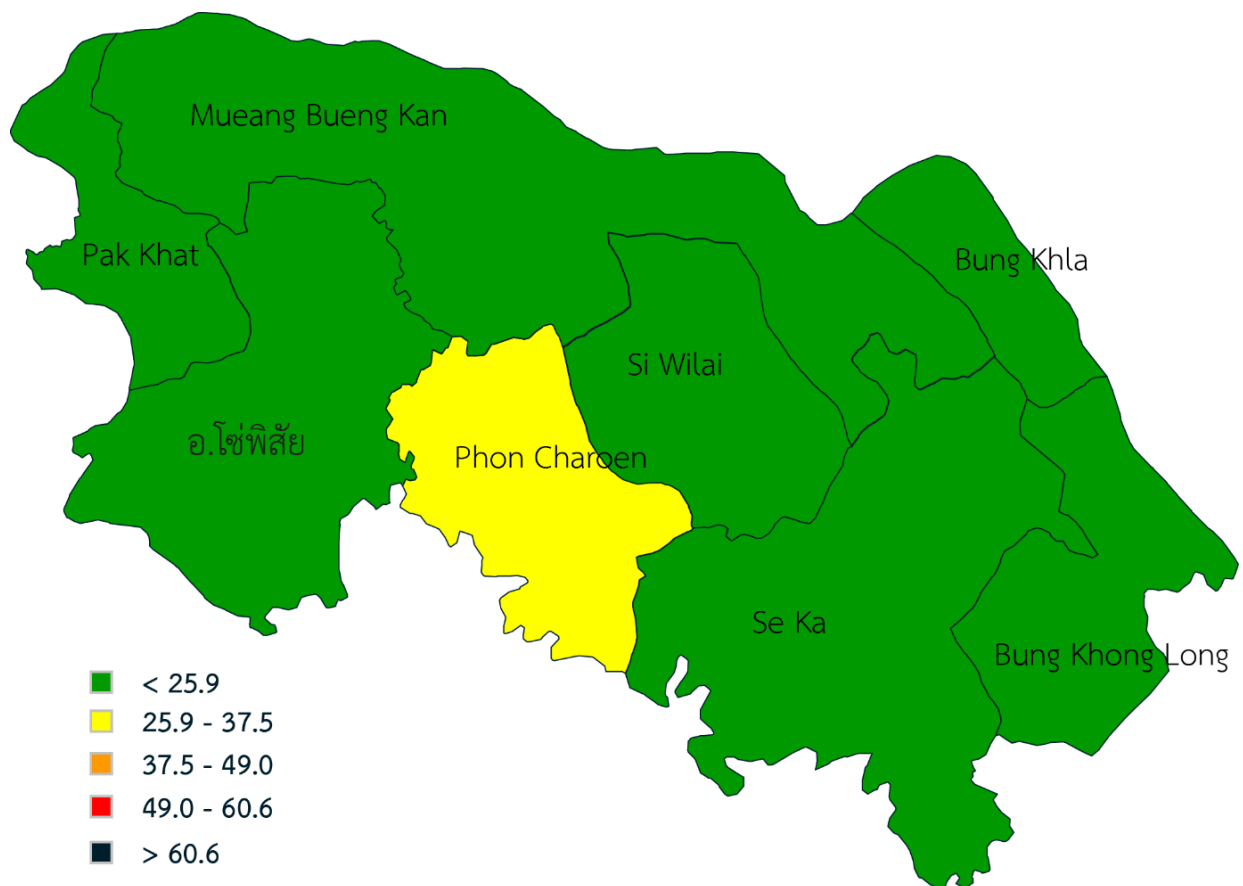 Mueang Bueng Kan
Pak Khat
Bung Khla
Si Wilai
อ.โซ่พิสัย
Phon Charoen
Se Ka
Bung Khong Long
< 25.9
25.9 - 37.5
37.5 - 49.0
49.0 - 60.6
> 60.6